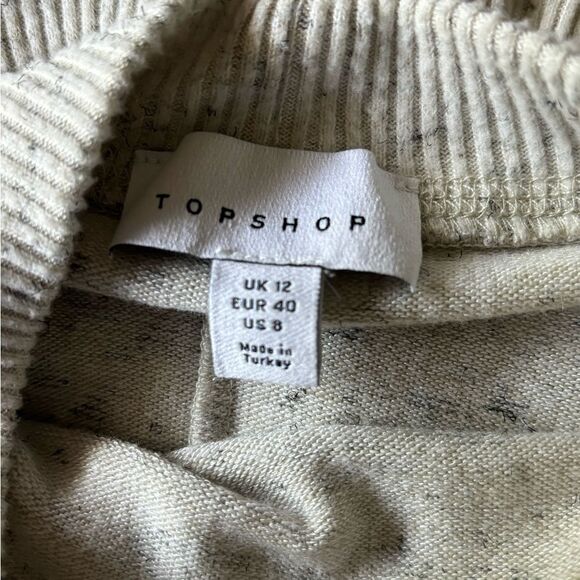 TOPSHOP
UK 12
EUR 40
US 8
Made in
Turkey